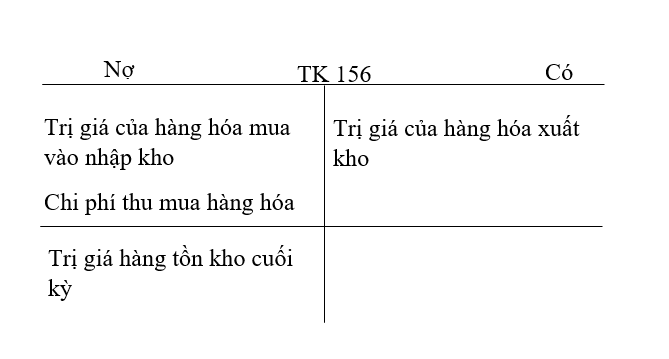 Nợ TK 156 Có
Trị giá của hàng hóa mua
vào nhập kho
Chi phí thu mua hàng hóa
Trị giá của hàng hóa xuất
kho
Trị giá hàng tồn kho cuối
kỳ